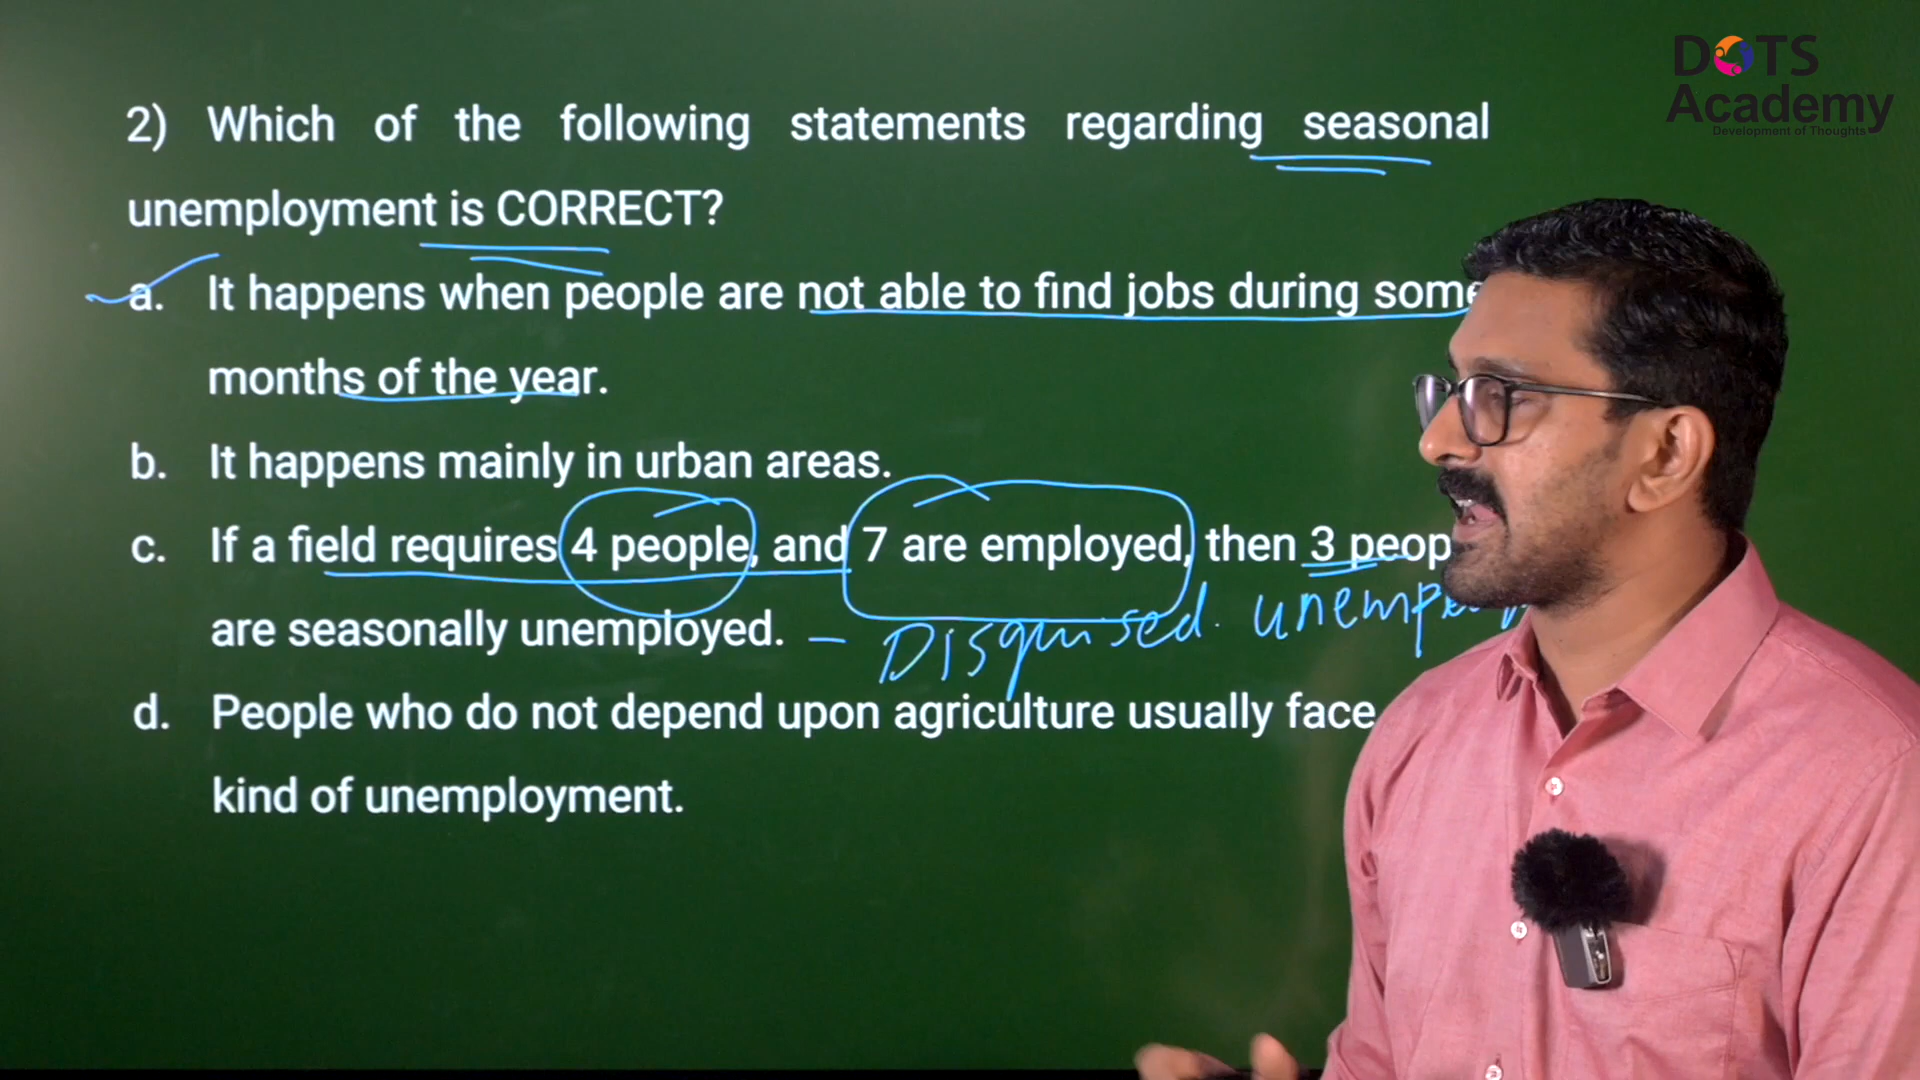 DOTS
Academy
Development of Thoughts
2) Which of the following statements regarding seasonal
unemployment is CORRECT?
a. It happens when people are not able to find jobs during some
months of the year.
b. It happens mainly in urban areas.
c. If a field requires 4 people, and 7 are employed, then 3
are seasonally unemployed. – Disguised.
d. People who do not depend upon agriculture usually face
kind of unemployment.